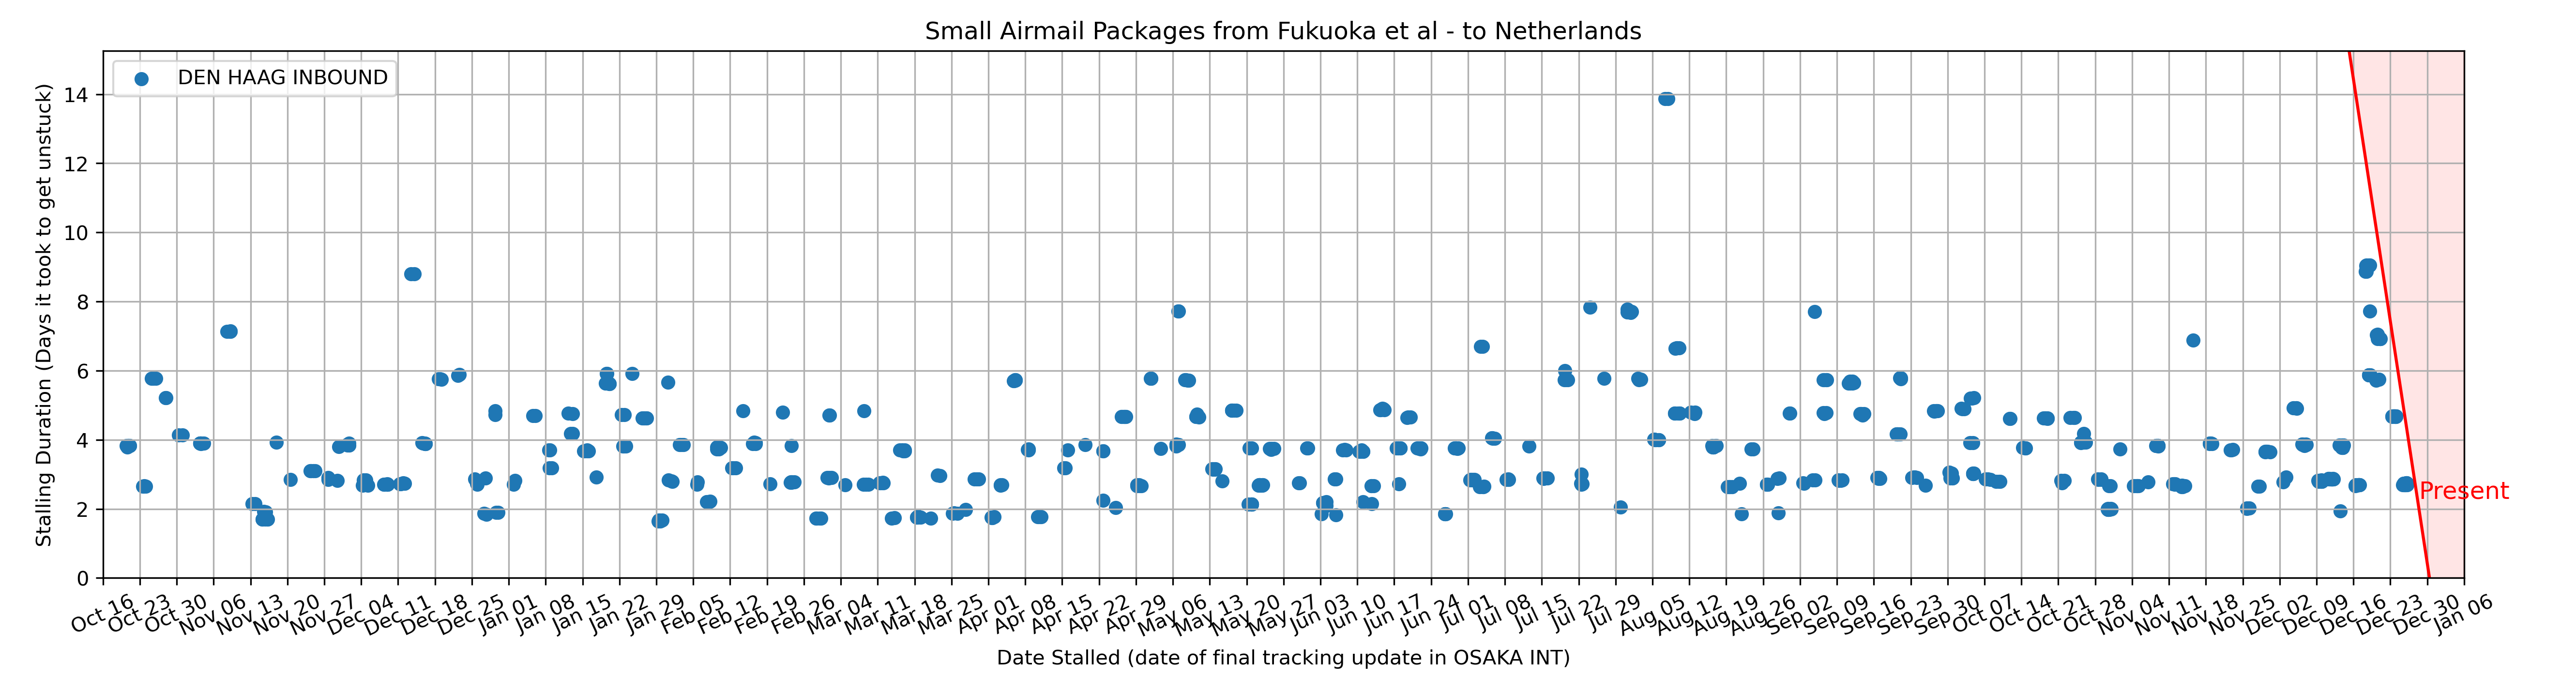 Small Airmail Packages from Fukuoka et al - to Netherlands
DEN HAAG INBOUND
Stalling Duration (Days it took to get unstuck)
14
12
10
8
6
4
2
0
Present
Oct 16
Oct 23
Oct 30
Nov 06
Nov 13
Nov 20
Nov 27
Dec 04
Dec 11
Dec 18
Dec 25
Jan 01
Jan 08
Jan 15
Jan 22
Jan 29
Feb 05
Feb 12
Feb 19
Feb 26
Mar 04
Mar 11
Mar 18
Mar 25
Apr 01
Apr 08
Apr 15
Apr 22
Apr 29
May 06
May 13
May 20
May 27
Jun 03
Jun 10
Jun 17
Jun 24
Jul 01
Jul 08
Jul 15
Jul 22
Jul 29
Aug 05
Aug 12
Aug 19
Aug 26
Sep 02
Sep 09
Sep 16
Sep 23
Sep 30
Oct 07
Oct 14
Oct 21
Oct 28
Nov 04
Nov 11
Nov 18
Nov 25
Dec 02
Dec 09
Dec 16
Dec 23
Dec 30
Jan 06
Date Stalled (date of final tracking update in OSAKA INT)